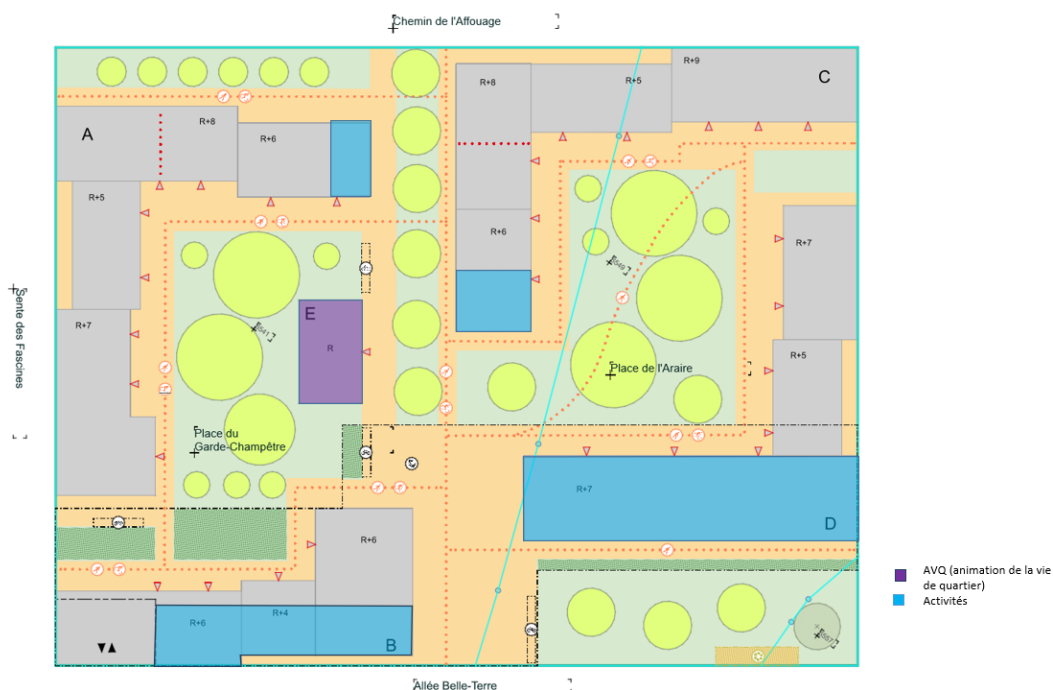 Chemin de l'Affouage
R+9
C
R+8
R+5
R+8
A
R+6
R+5
R+7
R+6
E
R
R+7
Sente des Fascines
R+5
Place de l'Araire
Place du
Garde-Champêtre
R+7
D
R+6
R+4
R+6
B
AVQ (animation de la vie
de quartier)
Activités
Allée Belle-Terre